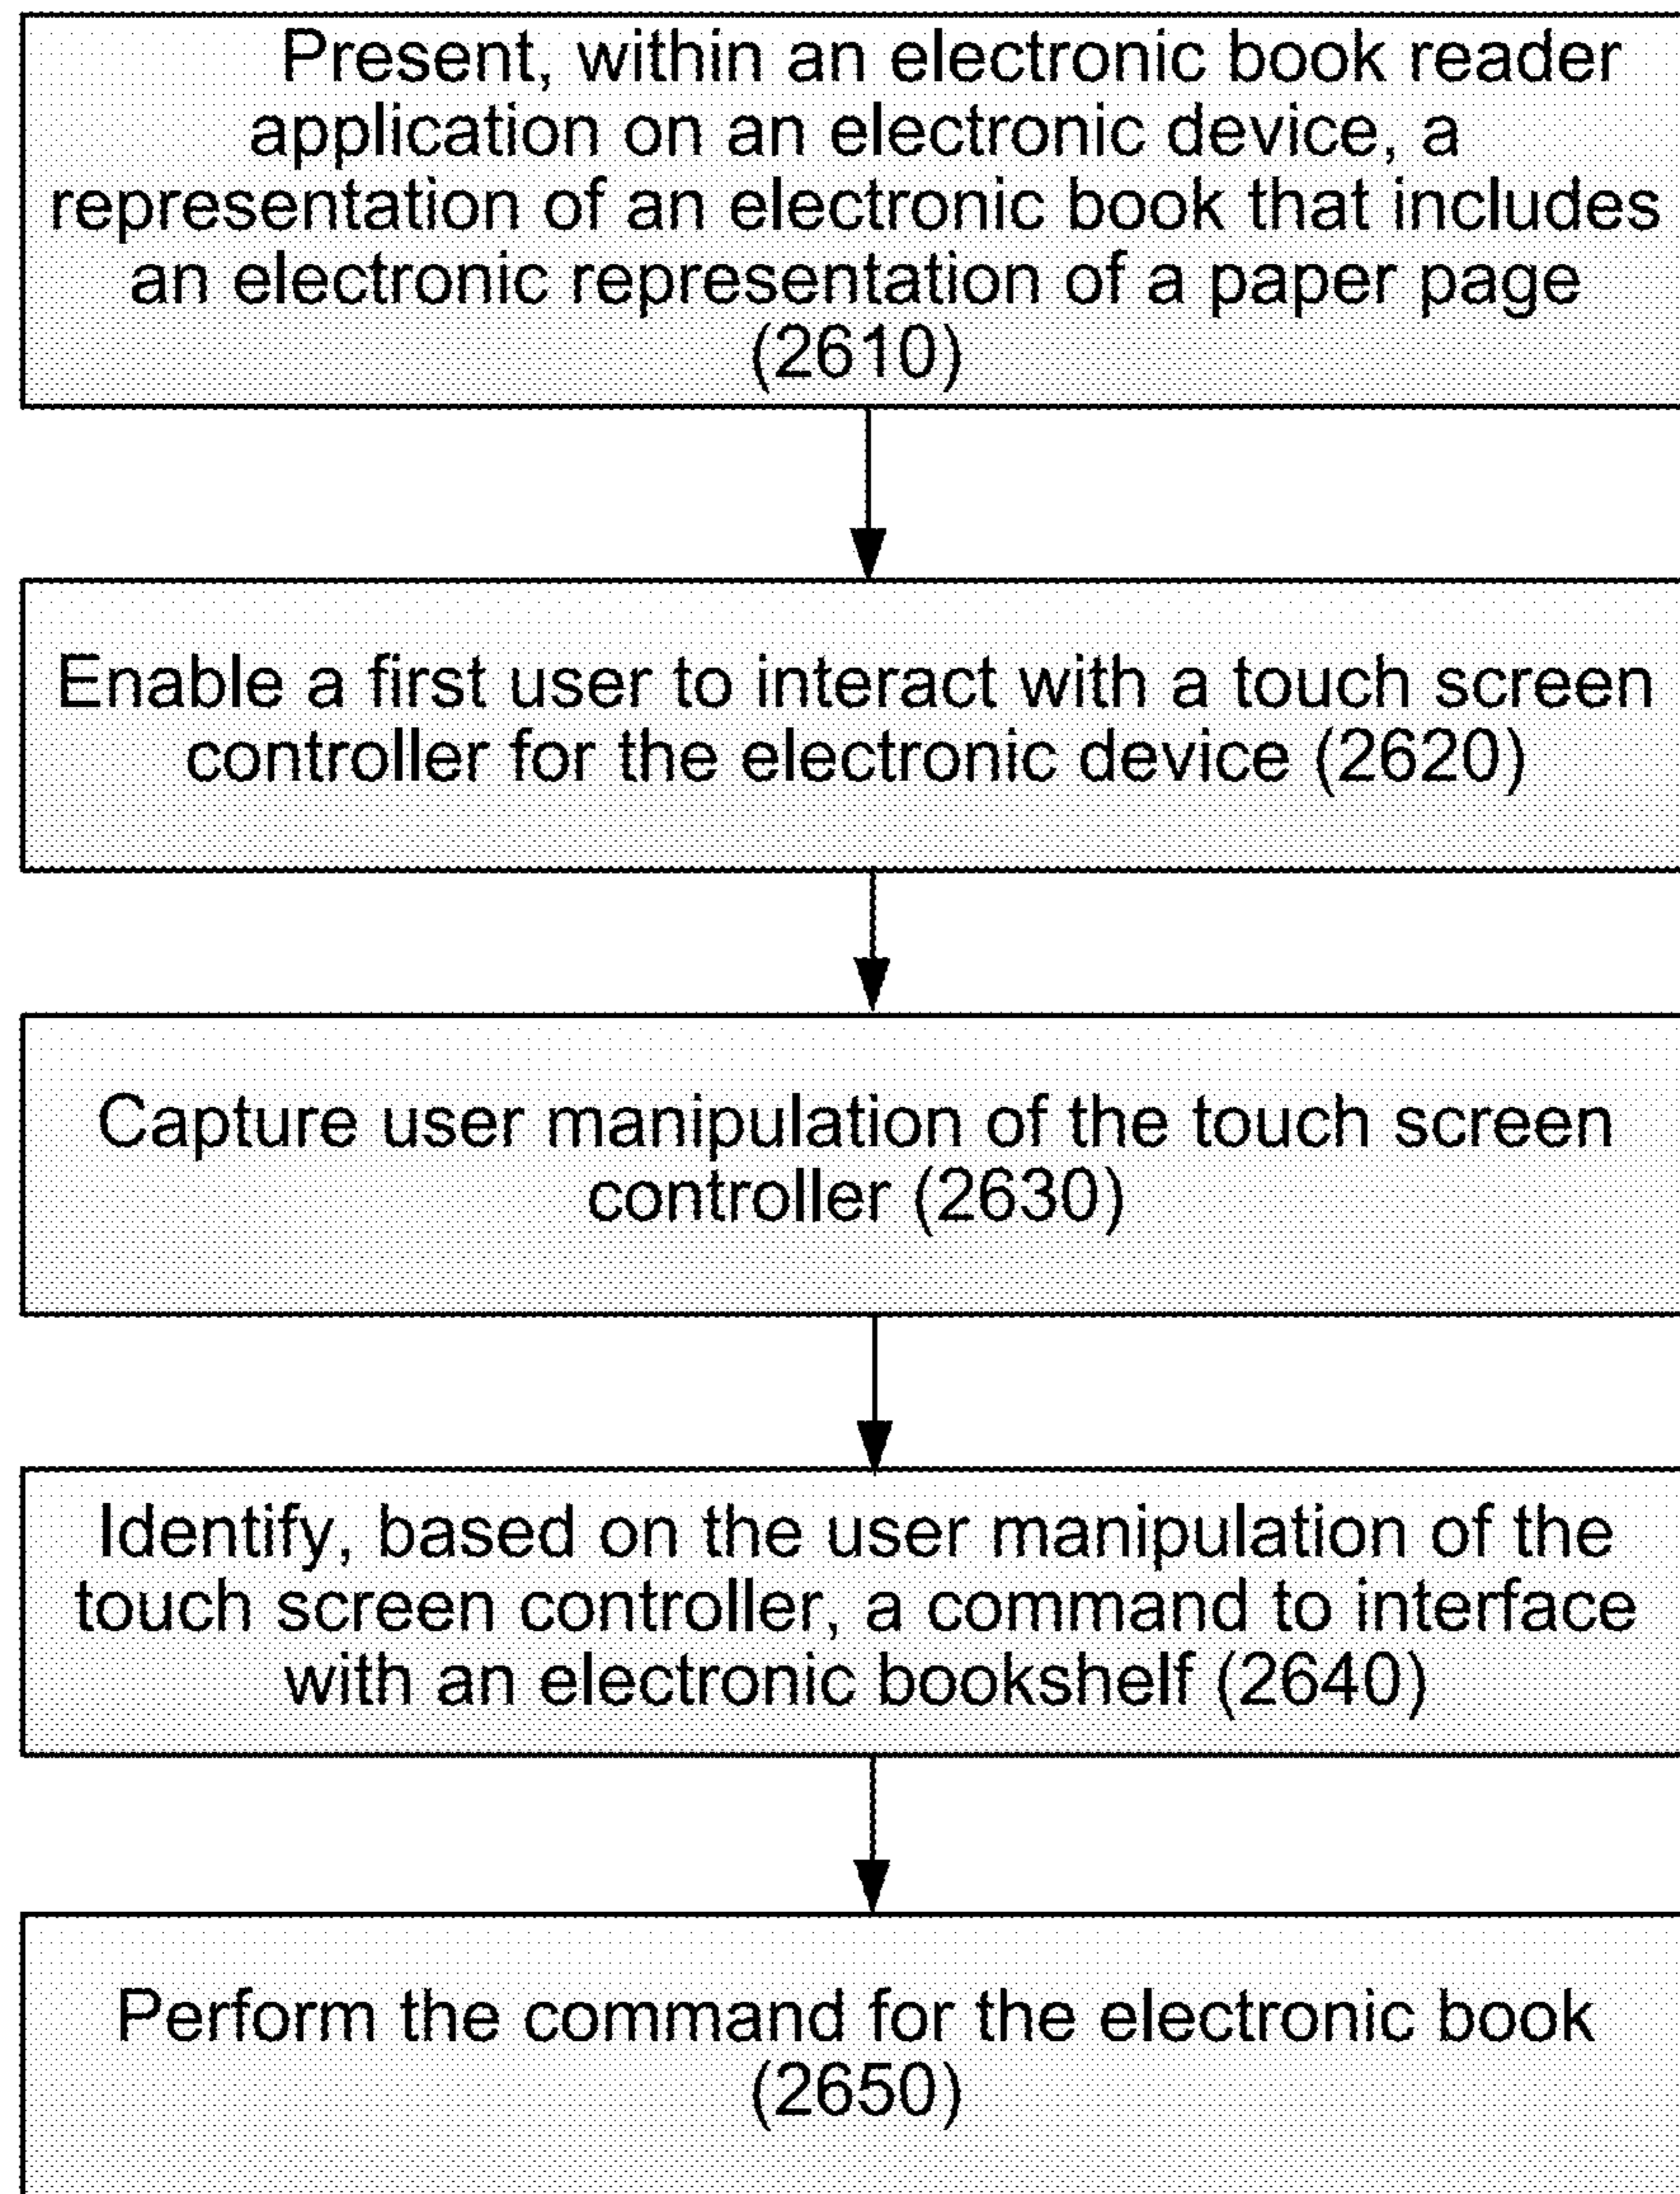 Present, within an electronic book reader
application on an electronic device, a
representation of an electronic book that includes
an electronic representation of a paper page
(2610)
Enable a first user to interact with a touch screen
controller for the electronic device (2620)
Capture user manipulation of the touch screen
controller (2630)
Identify, based on the user manipulation of the
touch screen controller, a command to interface
with an electronic bookshelf (2640)
Perform the command for the electronic book
(2650)